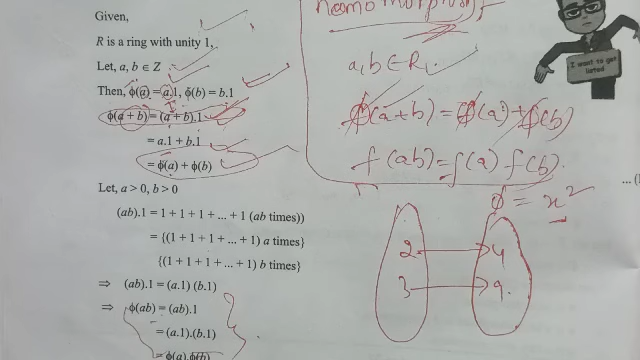 Given,
R is a ring with unity 1,
Let, a, b ∈ Z
Then, ϕ(a) = a.1, ϕ(b) = b.1
ϕ(a + b) = (a + b).1
= a.1 + b.1
= ϕ(a) + ϕ(b)
Let, a > 0, b > 0
(ab).1 = 1 + 1 + 1 + ... + 1 (ab times)
= {(1 + 1 + 1 + ... + 1) a times}
{(1 + 1 + 1 + ... + 1) b times}
⇒ (ab).1 = (a.1) (b.1)
⇒ ϕ(ab) = (ab).1
= (a.1).(b.1)
= ϕ(a).ϕ(b)
a, b ∈ R,
ϕ(a+b) = ϕ(a) + ϕ(b)
f(ab) = f(a) f(b).
ϕ = x²
2 → 4
3 → 9
I want to get